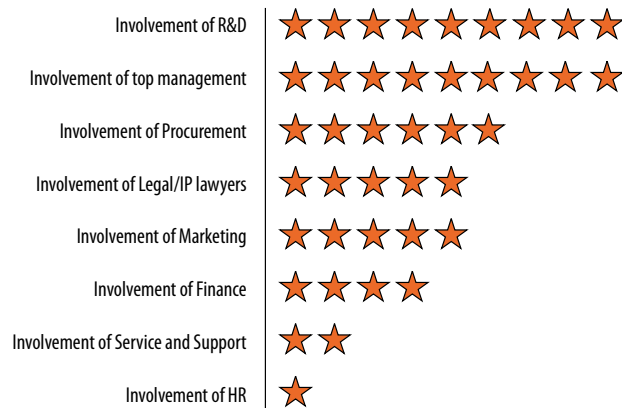 Involvement of R&D
Involvement of top management
Involvement of Procurement
Involvement of Legal/IP lawyers
Involvement of Marketing
Involvement of Finance
Involvement of Service and Support
Involvement of HR